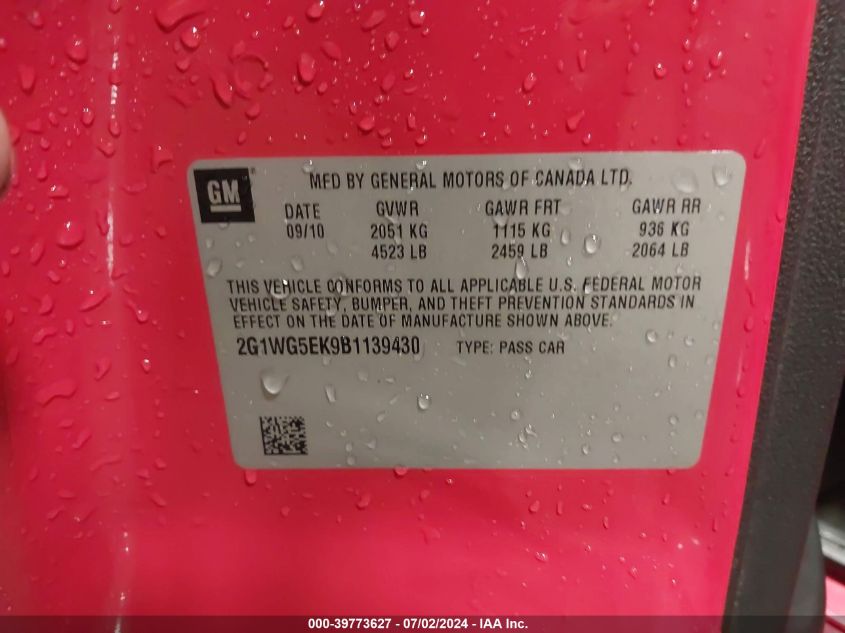 GM
MFD BY GENERAL MOTORS OF CANADA LTD.
DATE GVWR GAWR FRT GAWR RR
09/10 2051 KG 1115 KG 936 KG
4523 LB 2459 LB 2064 LB
THIS VEHICLE CONFORMS TO ALL APPLICABLE U.S. FEDERAL MOTOR
VEHICLE SAFETY, BUMPER, AND THEFT PREVENTION STANDARDS IN
EFFECT ON THE DATE OF MANUFACTURE SHOWN ABOVE.
2G1WG5EK9B1139430 TYPE: PASS CAR
000-39773627 - 07/02/2024 - IAA Inc.